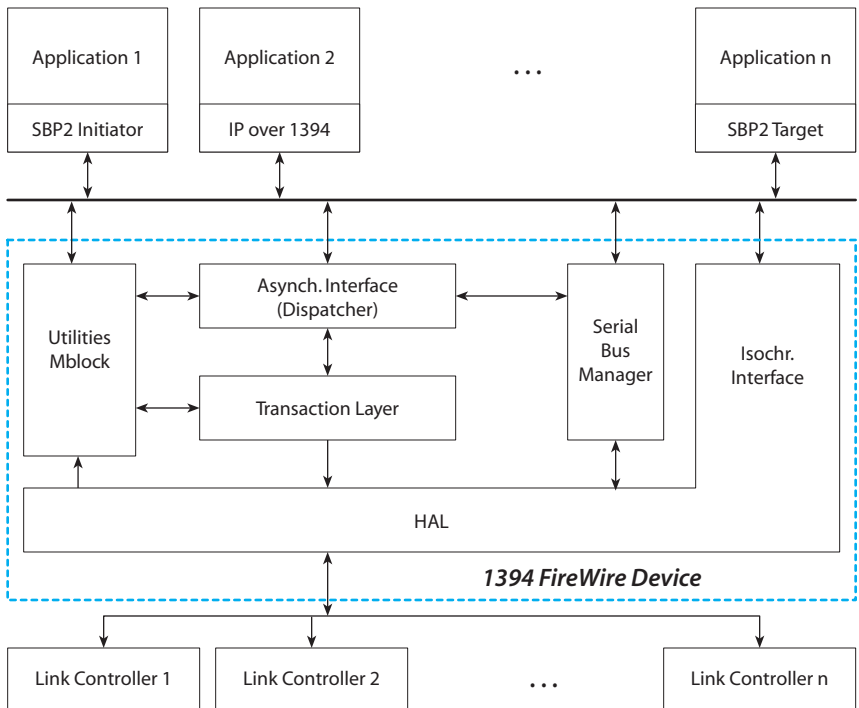 Application 1
Application 2
...
Application n
SBP2 Initiator
IP over 1394
SBP2 Target
Utilities
Mblock
Asynch. Interface
(Dispatcher)
Transaction Layer
Serial
Bus
Manager
Isochr.
Interface
HAL
1394 FireWire Device
Link Controller 1
Link Controller 2
...
Link Controller n